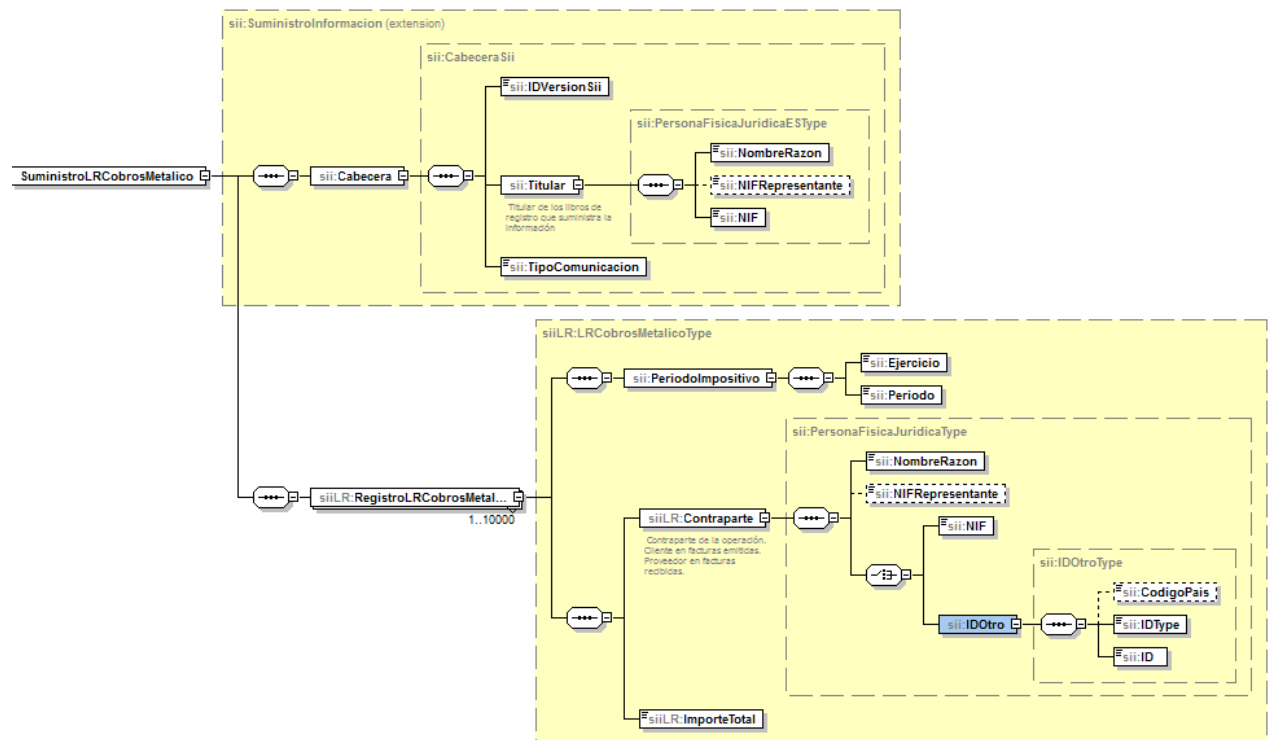 sii:SuministroInformacion (extension)
sii:CabeceraSii
sii:IDVersionSii
sii:PersonaFisicaJuridicaESType
sii:NombreRazon
SuministroLRCobrosMetalico
sii:Cabecera
sii:Titular
sii:NIFRepresentante
Titular de los libros de
registro que suministra la
información
sii:NIF
sii:TipoComunicacion
siiLR:LRCobrosMetalicoType
sii:PeriodoImpositivo
sii:Ejercicio
sii:Periodo
sii:PersonaFisicaJuridicaType
sii:NombreRazon
sii:NIFRepresentante
siiLR:RegistroLRCobrosMetal...
1..10000
siiLR:Contraparte
Contraparte de la operación.
Cliente en facturas emitidas.
Proveedor en facturas
recibidas.
sii:NIF
sii:IDOtroType
sii:CodigoPais
sii:IDOtro
sii:IDType
sii:ID
siiLR:ImporteTotal